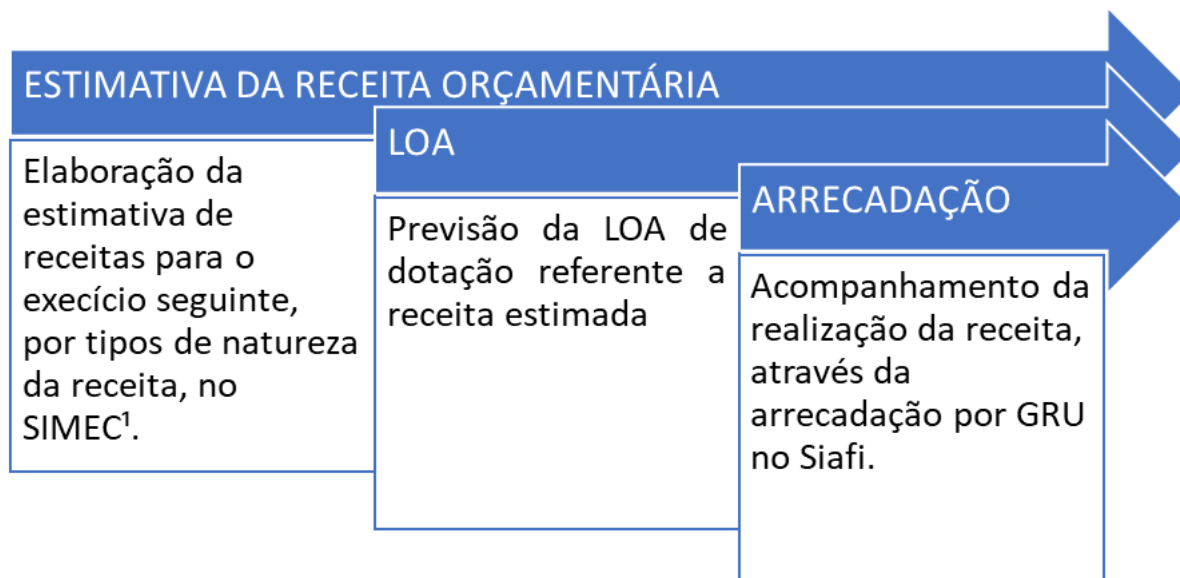 ESTIMATIVA DA RECEITA ORÇAMENTÁRIA
Elaboração da
estimativa de
receitas para o
execício seguinte,
por tipos de natureza
da receita, no
SIMEC¹.
LOA
Previsão da LOA de
dotação referente a
receita estimada
ARRECADAÇÃO
Acompanhamento da
realização da receita,
através da
arrecadação por GRU
no Siafi.